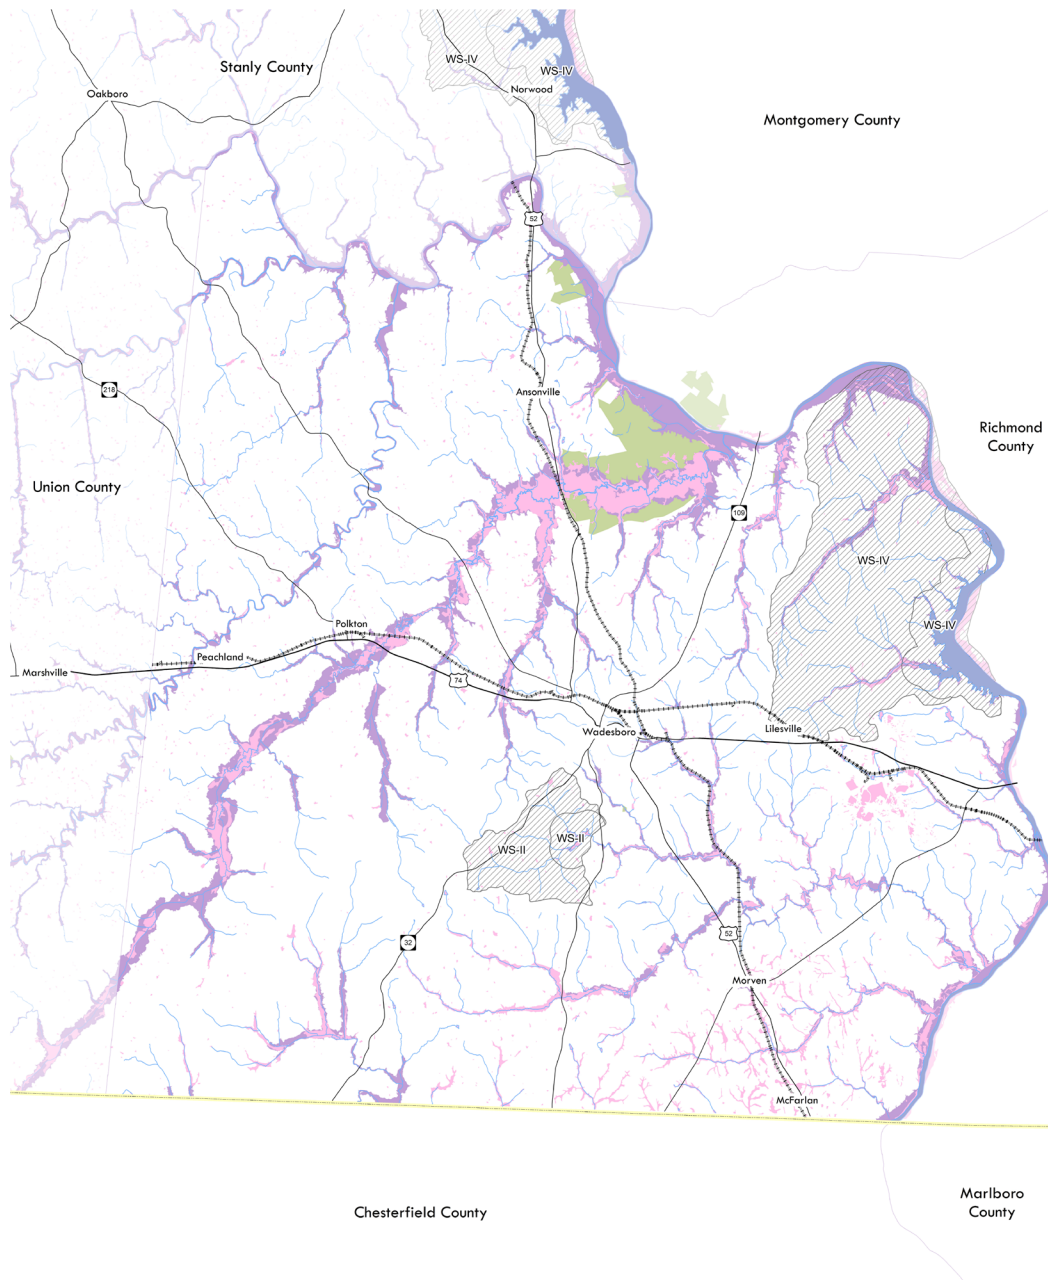 WS-IV
Stanly County
WS-IV
Norwood
Oakboro
Montgomery County
52
218
Ansonville
Richmond
County
Union County
109
WS-IV
Polkton
WS-IV
Peachland
Marshville
74
Lilesville
Wadesboro
WS-II
WS-II
52
32
Morven
McFarlan
Marlboro
County
Chesterfield County